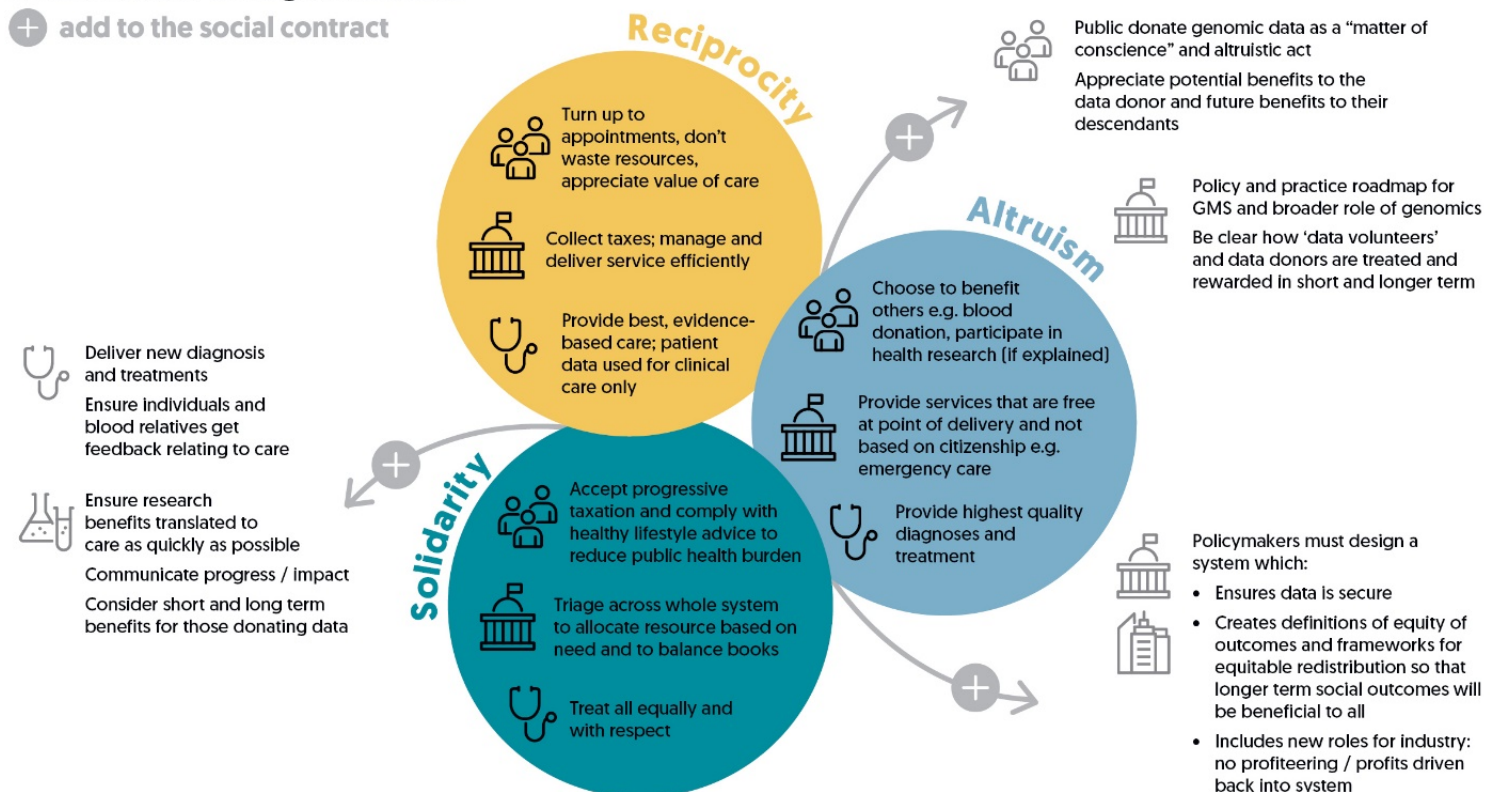 add to the social contract
Reciprocity
Turn up to
appointments, don't
waste resources,
appreciate value of care
Collect taxes; manage and
deliver service efficiently
Provide best, evidence-
based care; patient
data used for clinical
care only
Altruism
Choose to benefit
others e.g. blood
donation, participate in
health research (if explained)
Provide services that are free
at point of delivery and not
based on citizenship e.g.
emergency care
Provide highest quality
diagnoses and
treatment
Solidarity
Accept progressive
taxation and comply with
healthy lifestyle advice to
reduce public health burden
Triage across whole system
to allocate resource based on
need and to balance books
Treat all equally and
with respect
Deliver new diagnosis
and treatments
Ensure individuals and
blood relatives get
feedback relating to care
Ensure research
benefits translated to
care as quickly as possible
Communicate progress / impact
Consider short and long term
benefits for those donating data
Public donate genomic data as a “matter of
conscience” and altruistic act
Appreciate potential benefits to the
data donor and future benefits to their
descendants
Policy and practice roadmap for
GMS and broader role of genomics
Be clear how ‘data volunteers’
and data donors are treated and
rewarded in short and longer term
Policymakers must design a
system which:
• Ensures data is secure
• Creates definitions of equity of
outcomes and frameworks for
equitable redistribution so that
longer term social outcomes will
be beneficial to all
• Includes new roles for industry:
no profiteering / profits driven
back into system